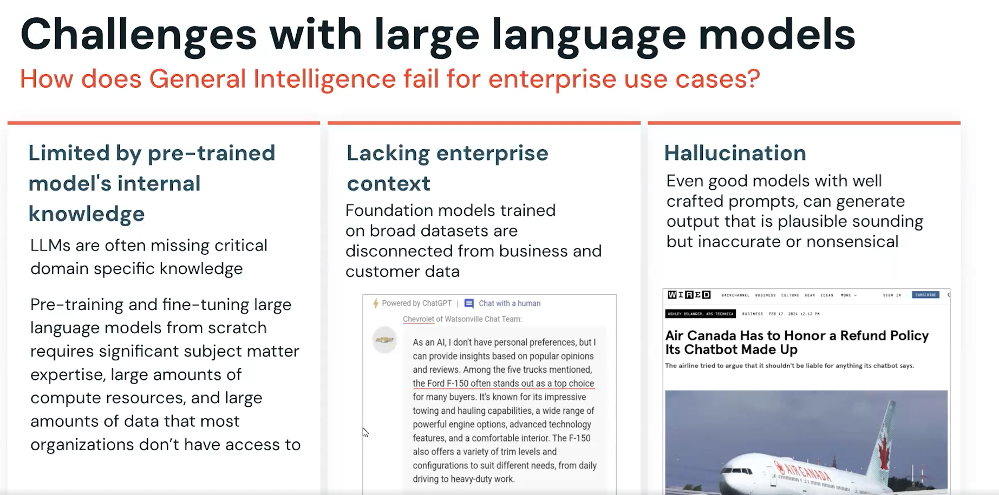 Challenges with large language models
How does General Intelligence fail for enterprise use cases?
Limited by pre-trained
model's internal
knowledge
LLMs are often missing critical
domain specific knowledge
Pre-training and fine-tuning large
language models from scratch
requires significant subject matter
expertise, large amounts of
compute resources, and large
amounts of data that most
organizations don’t have access to
Lacking enterprise
context
Foundation models trained
on broad datasets are
disconnected from business and
customer data
Powered by ChatGPT | Chat with a human
Chevrolet of Watsonville Chat Team:
As an AI, I don't have personal preferences, but I
can provide insights based on popular opinions
and reviews. Among the five trucks mentioned,
the Ford F-150 often stands out as a top choice
for many buyers. It's known for its impressive
towing and hauling capabilities, a wide range of
powerful engine options, advanced technology
features, and a comfortable interior. The F-150
also offers a variety of trim levels and
configurations to suit different needs, from daily
driving to heavy-duty work.
Hallucination
Even good models with well
crafted prompts, can generate
output that is plausible sounding
but inaccurate or nonsensical
WIRED BACKCHANNEL BUSINESS CULTURE GEAR IDEAS MORE SIGN IN SUBSCRIBE
ASHLEY BELANGER, ARS TECHNICA BUSINESS FEB 17, 2024 12:12 PM
Air Canada Has to Honor a Refund Policy
Its Chatbot Made Up
The airline tried to argue that it shouldn't be liable for anything its chatbot says.
AIR CANADA